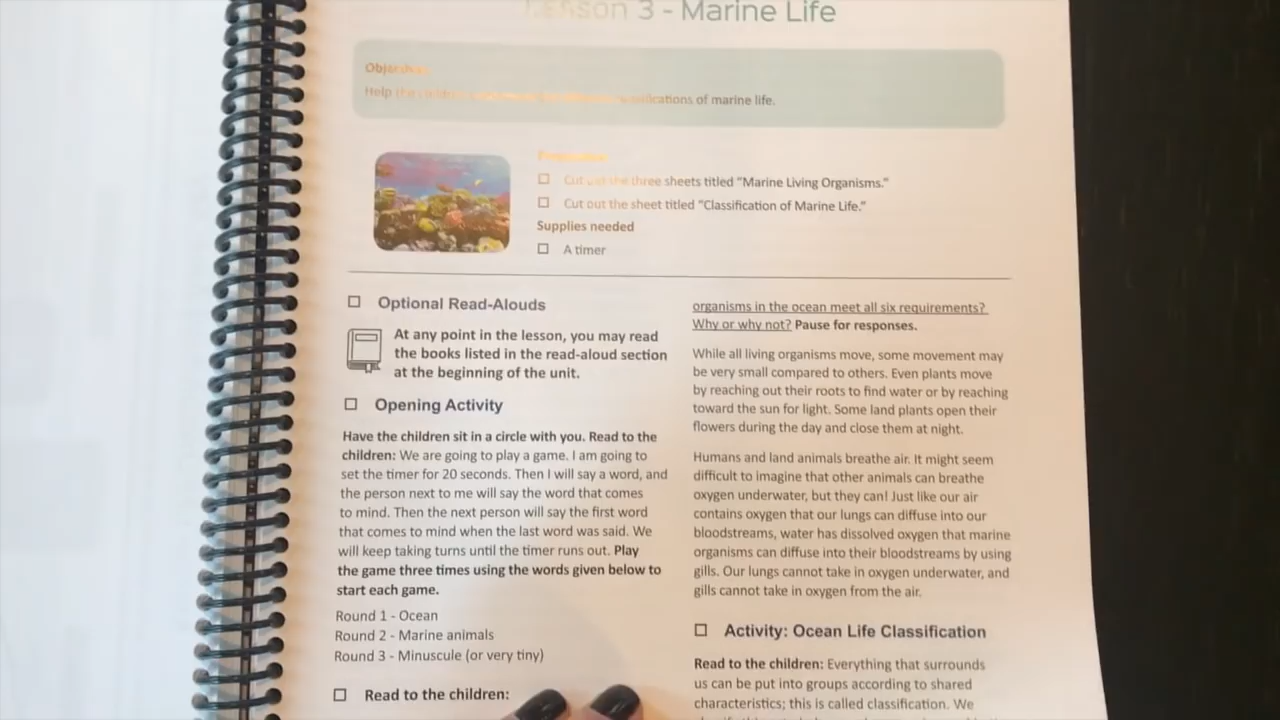 Lesson 3 - Marine Life
Objective
Help the children classifications of marine life.
Preparation
☐ Cut out the three sheets titled "Marine Living Organisms."
☐ Cut out the sheet titled "Classification of Marine Life."
Supplies needed
☐ A timer
☐ Optional Read-Alouds
At any point in the lesson, you may read
the books listed in the read-aloud section
at the beginning of the unit.
☐ Opening Activity
Have the children sit in a circle with you. Read to the
children: We are going to play a game. I am going to
set the timer for 20 seconds. Then I will say a word, and
the person next to me will say the word that comes
to mind. Then the next person will say the first word
that comes to mind when the last word was said. We
will keep taking turns until the timer runs out. Play
the game three times using the words given below to
start each game.
Round 1 - Ocean
Round 2 - Marine animals
Round 3 - Minuscule (or very tiny)
☐ Read to the children:
organisms in the ocean meet all six requirements?
Why or why not? Pause for responses.
While all living organisms move, some movement may
be very small compared to others. Even plants move
by reaching out their roots to find water or by reaching
toward the sun for light. Some land plants open their
flowers during the day and close them at night.
Humans and land animals breathe air. It might seem
difficult to imagine that other animals can breathe
oxygen underwater, but they can! Just like our air
contains oxygen that our lungs can diffuse into our
bloodstreams, water has dissolved oxygen that marine
organisms can diffuse into their bloodstreams by using
gills. Our lungs cannot take in oxygen underwater, and
gills cannot take in oxygen from the air.
☐ Activity: Ocean Life Classification
Read to the children: Everything that surrounds
us can be put into groups according to shared
characteristics; this is called classification. We